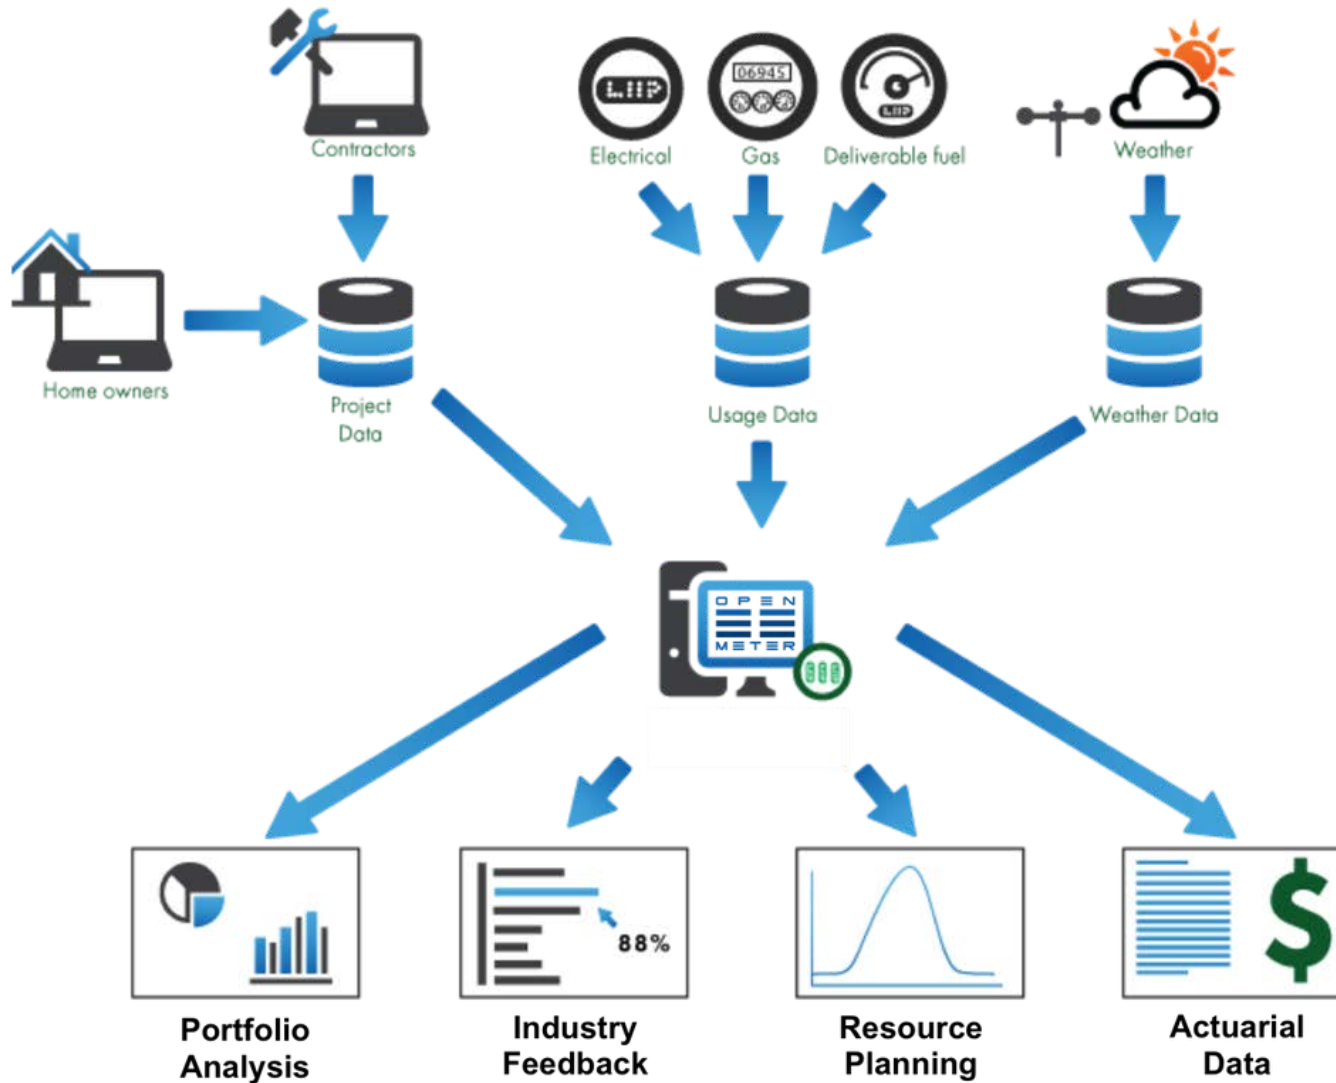 Contractors
06945
Electrical
Gas
Deliverable fuel
Weather
Home owners
Project
Data
Usage Data
Weather Data
OPEN
METER
88%
$
Portfolio
Analysis
Industry
Feedback
Resource
Planning
Actuarial
Data